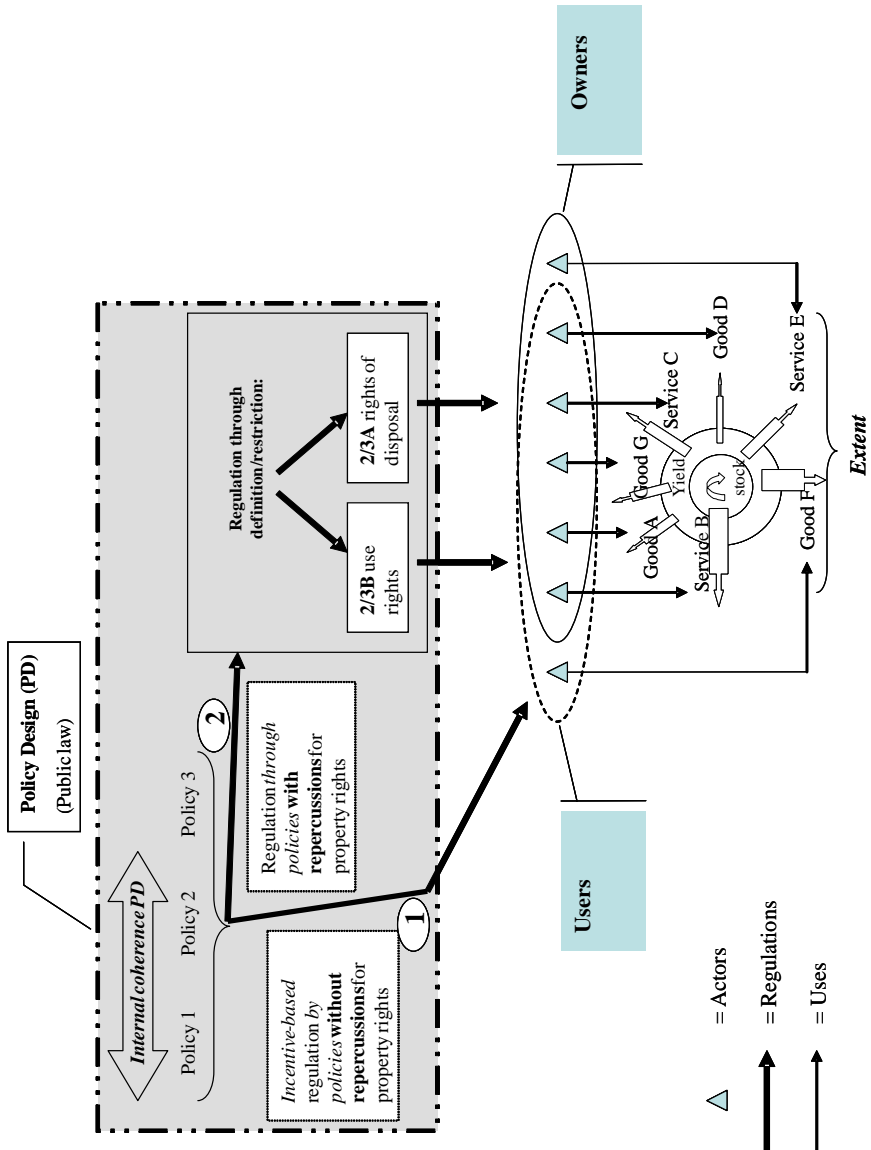 Policy Design (PD)
(Public law)
Internal coherence PD
Policy 1
Policy 2
Policy 3
Incentive-based
regulation by
policies without
repercussions for
property rights
1
Regulation through
policies with
repercussions for
property rights
2
Regulation through
definition/restriction:
2/3B use
rights
2/3A rights of
disposal
Users
Owners
Good A
Good G
Service C
Good D
Service B
Yield
stock
Service E
Good F
Extent
= Actors
= Regulations
= Uses